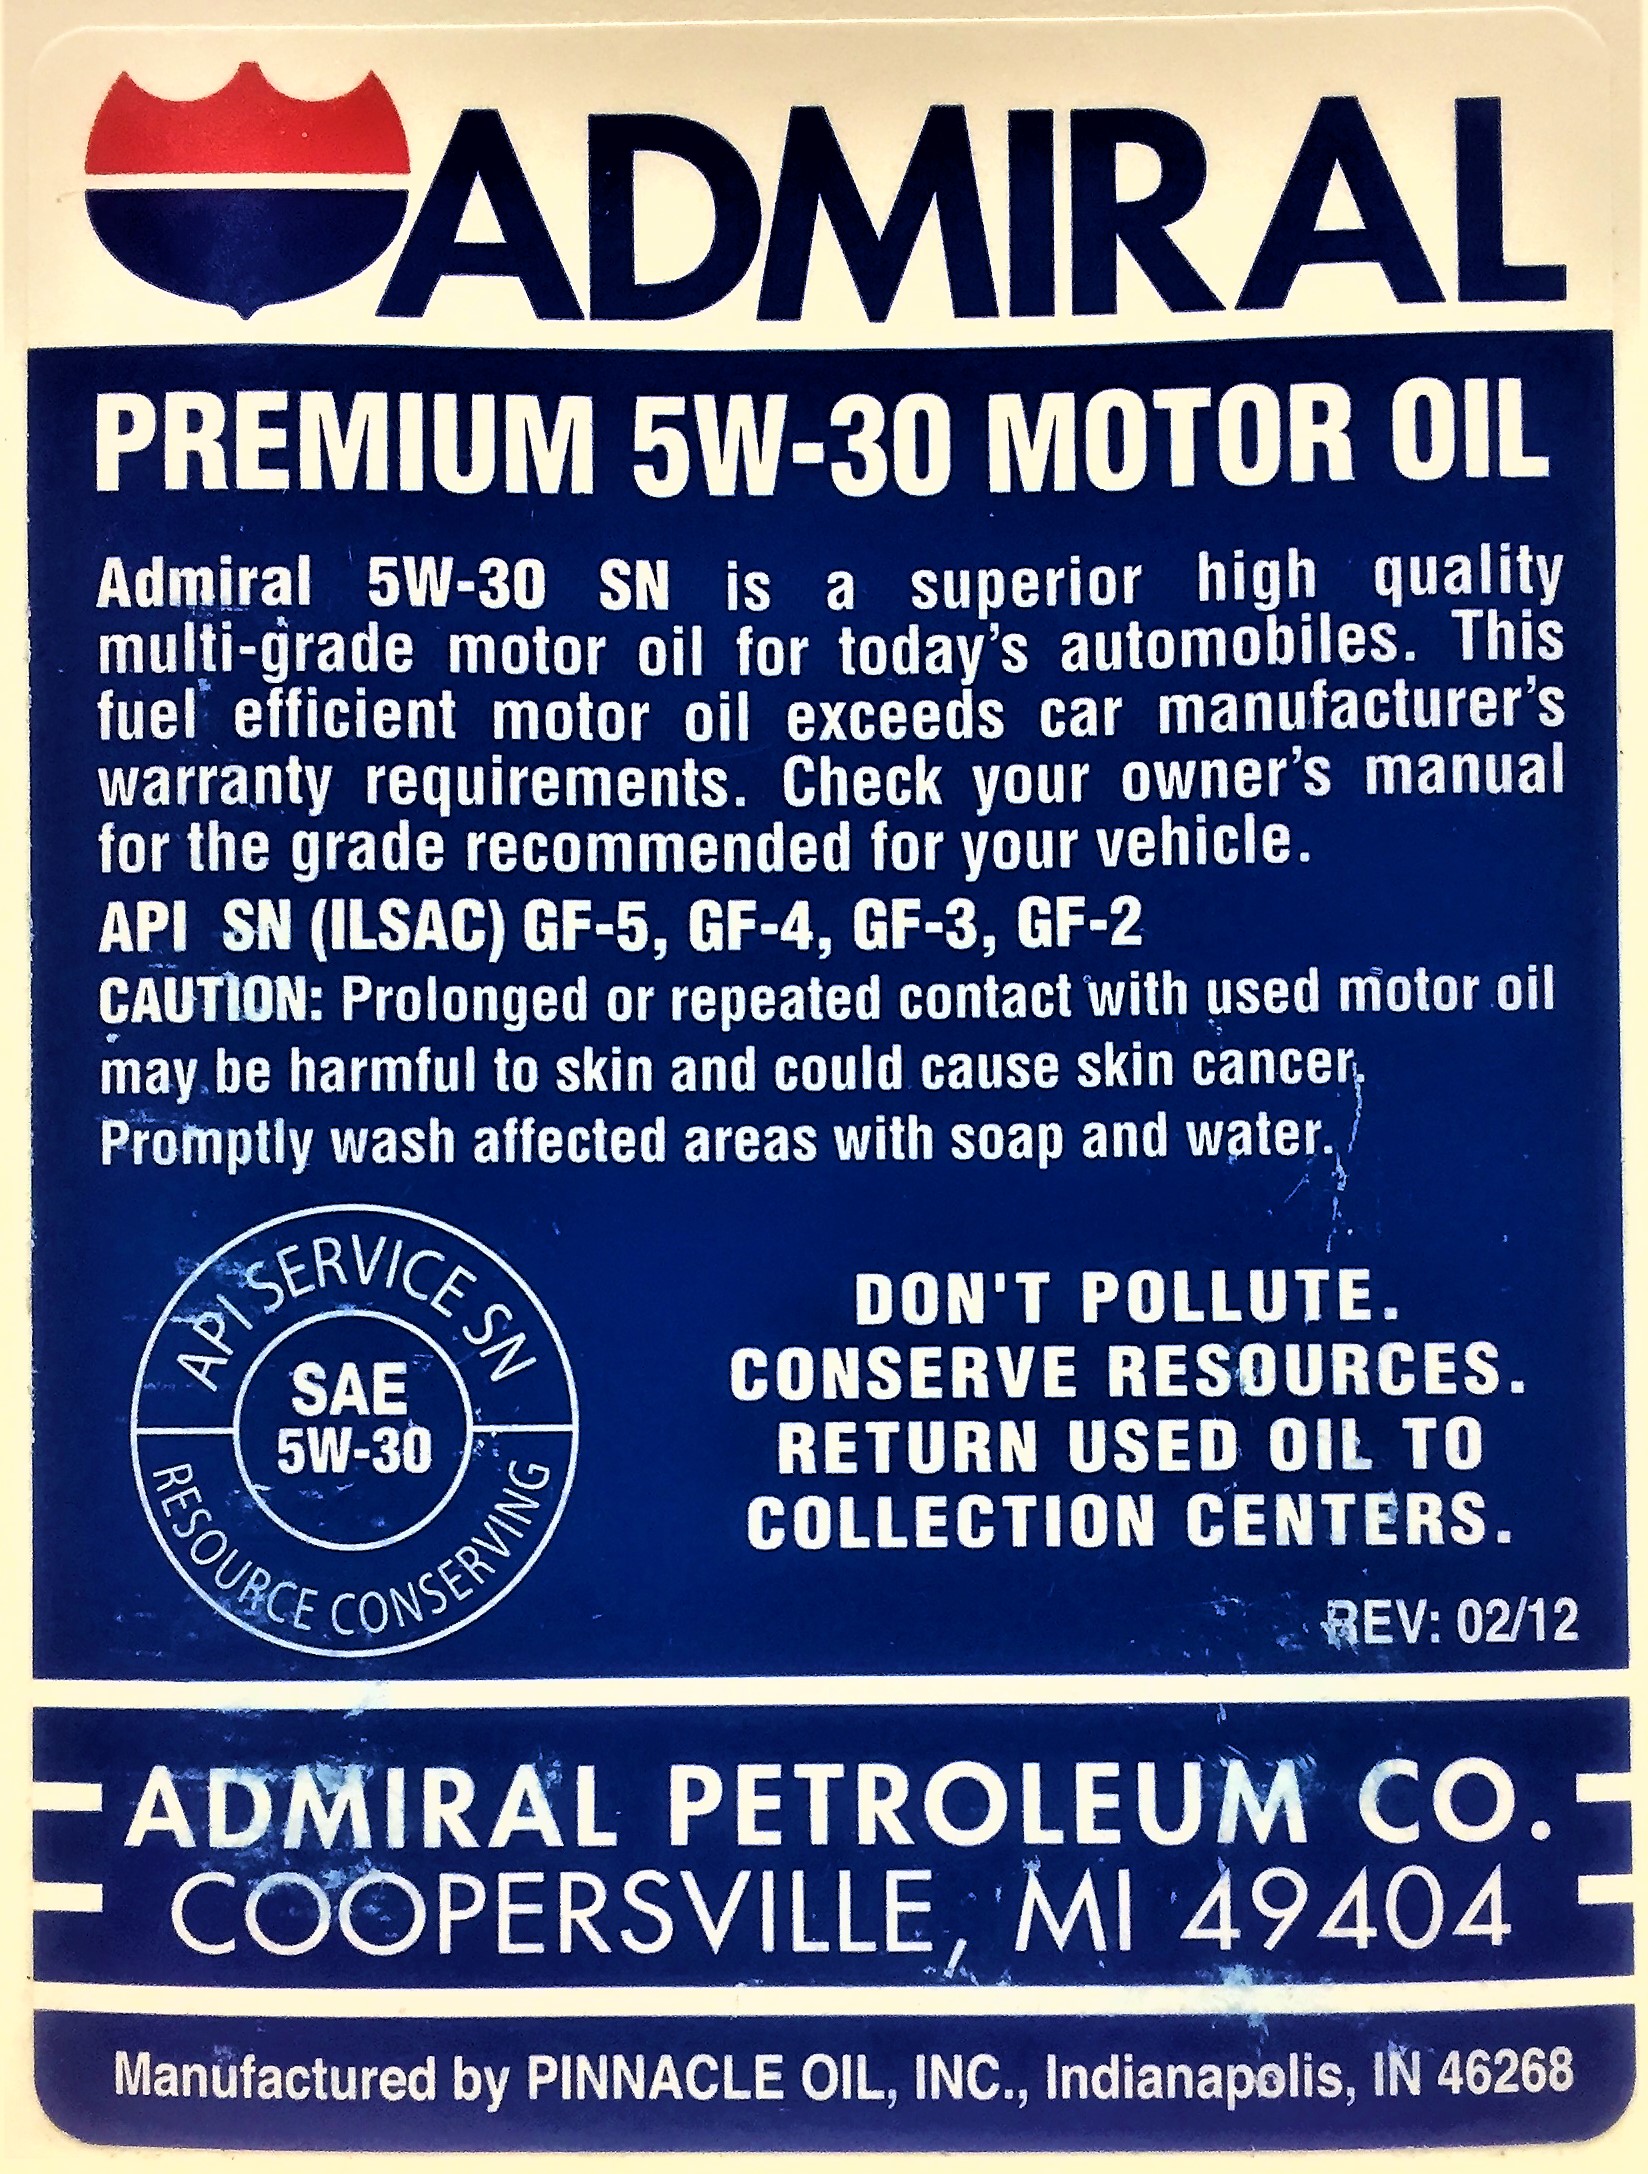 ADMIRAL
PREMIUM 5W-30 MOTOR OIL
Admiral 5W-30 SN is a superior high quality
multi-grade motor oil for today's automobiles. This
fuel efficient motor oil exceeds car manufacturer's
warranty requirements. Check your owner's manual
for the grade recommended for your vehicle.
API SN (ILSAC) GF-5, GF-4, GF-3, GF-2
CAUTION: Prolonged or repeated contact with used motor oil
may be harmful to skin and could cause skin cancer.
Promptly wash affected areas with soap and water.
API SERVICE SN
SAE
5W-30
RESOURCE CONSERVING
DON'T POLLUTE.
CONSERVE RESOURCES.
RETURN USED OIL TO
COLLECTION CENTERS.
REV: 02/12
ADMIRAL PETROLEUM CO.
COOPERSVILLE, MI 49404
Manufactured by PINNACLE OIL, INC., Indianapolis, IN 46268